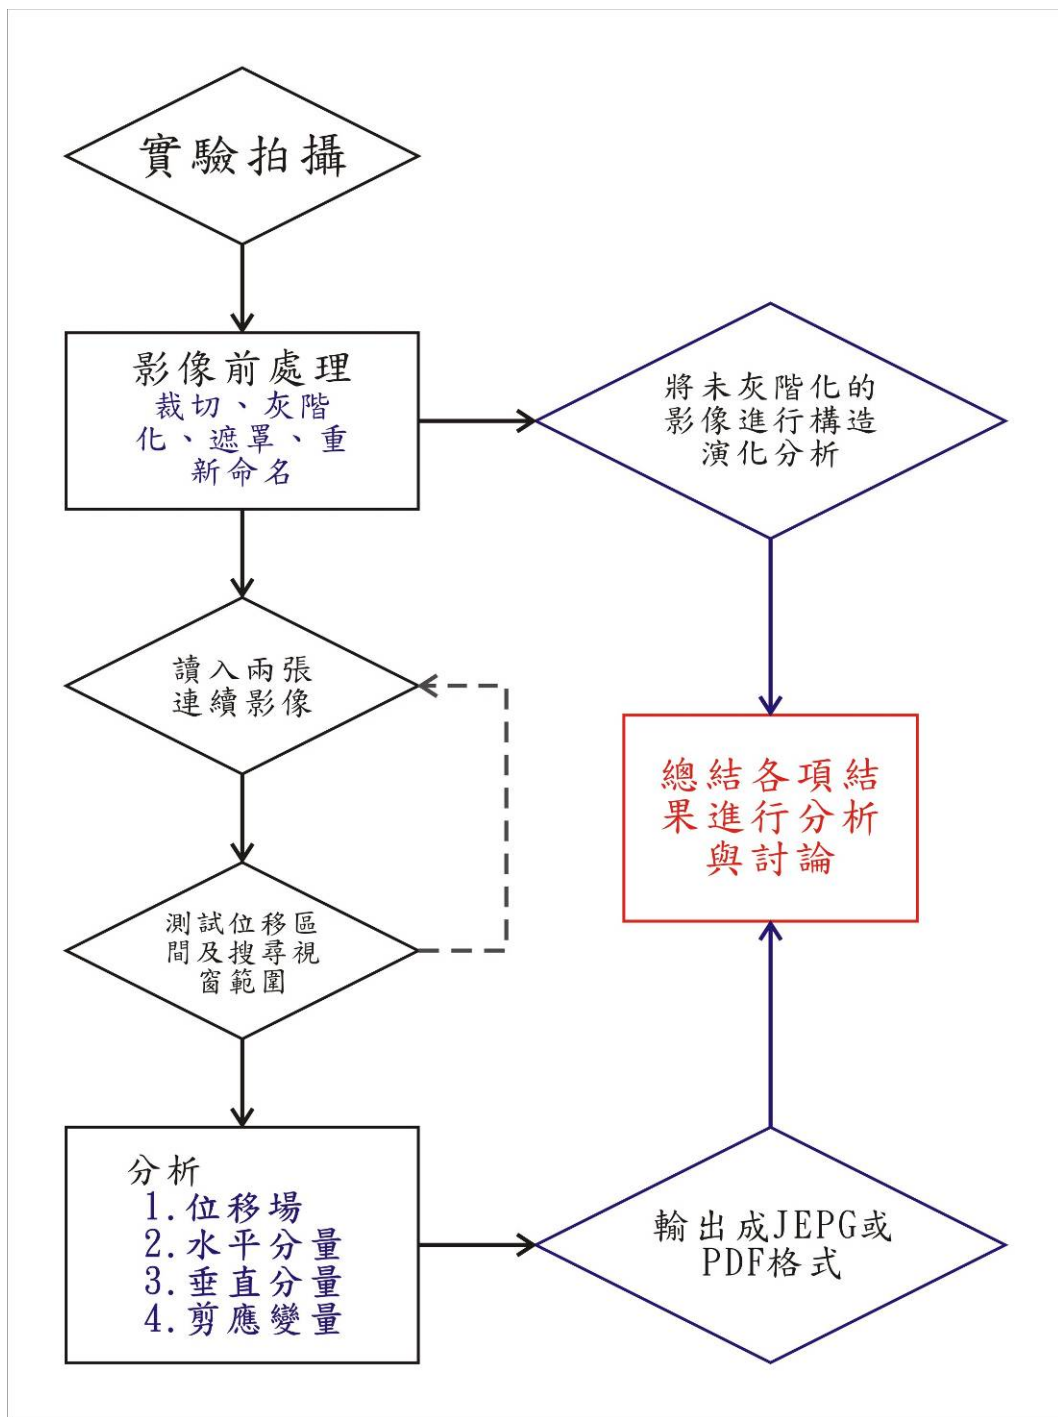 實驗拍攝
影像前處理
裁切、灰階
化、遮罩、重
新命名
將未灰階化的
影像進行構造
演化分析
讀入兩張
連續影像
總結各項結
果進行分析
與討論
測試位移區
間及搜尋視
窗範圍
分析
1.位移場
2.水平分量
3.垂直分量
4.剪應變量
輸出成JEPG或
PDF格式